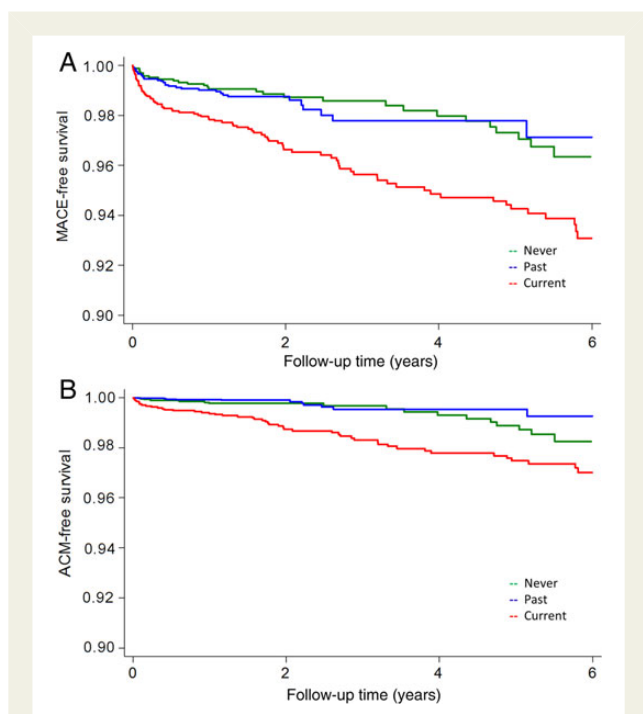 A
1.00
0.98
0.96
0.94
0.92
0.90
MACE-free survival
Never
Past
Current
0
2
4
6
Follow-up time (years)
B
1.00
0.98
0.96
0.94
0.92
0.90
ACM-free survival
Never
Past
Current
0
2
4
6
Follow-up time (years)